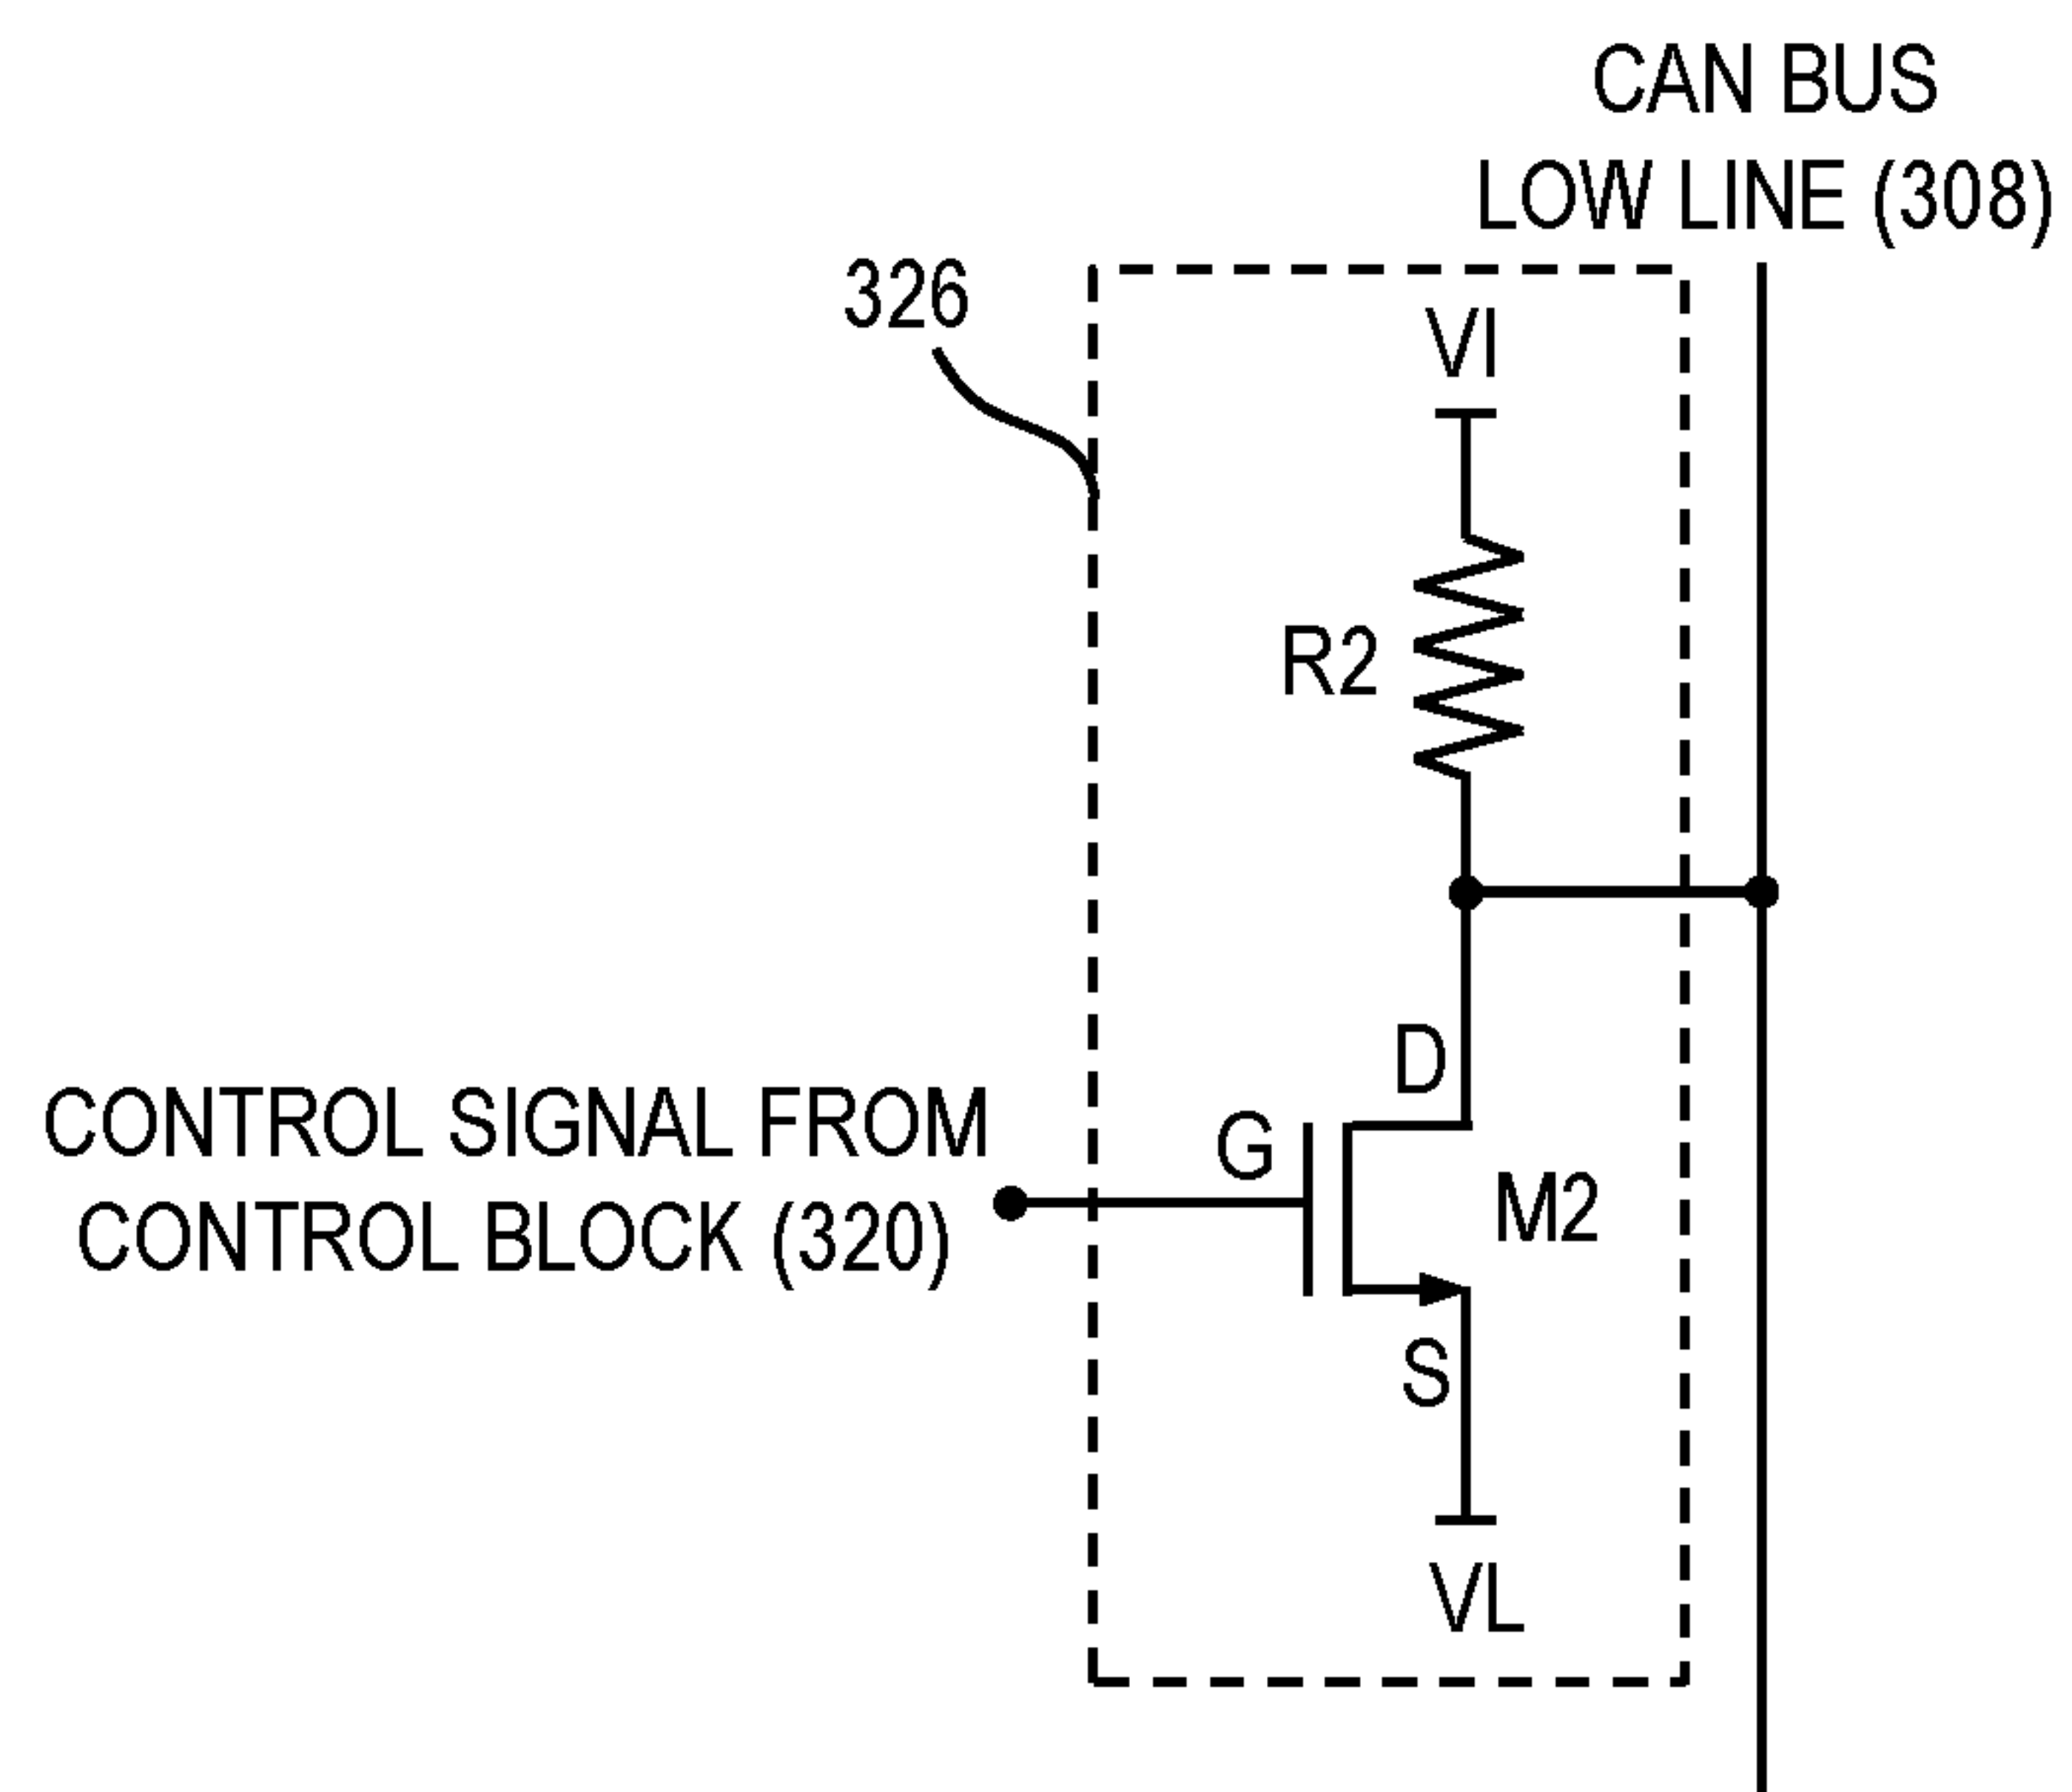 CAN BUS
LOW LINE (308)
326
VI
R2
D
CONTROL SIGNAL FROM
CONTROL BLOCK (320)
G
M2
S
VL